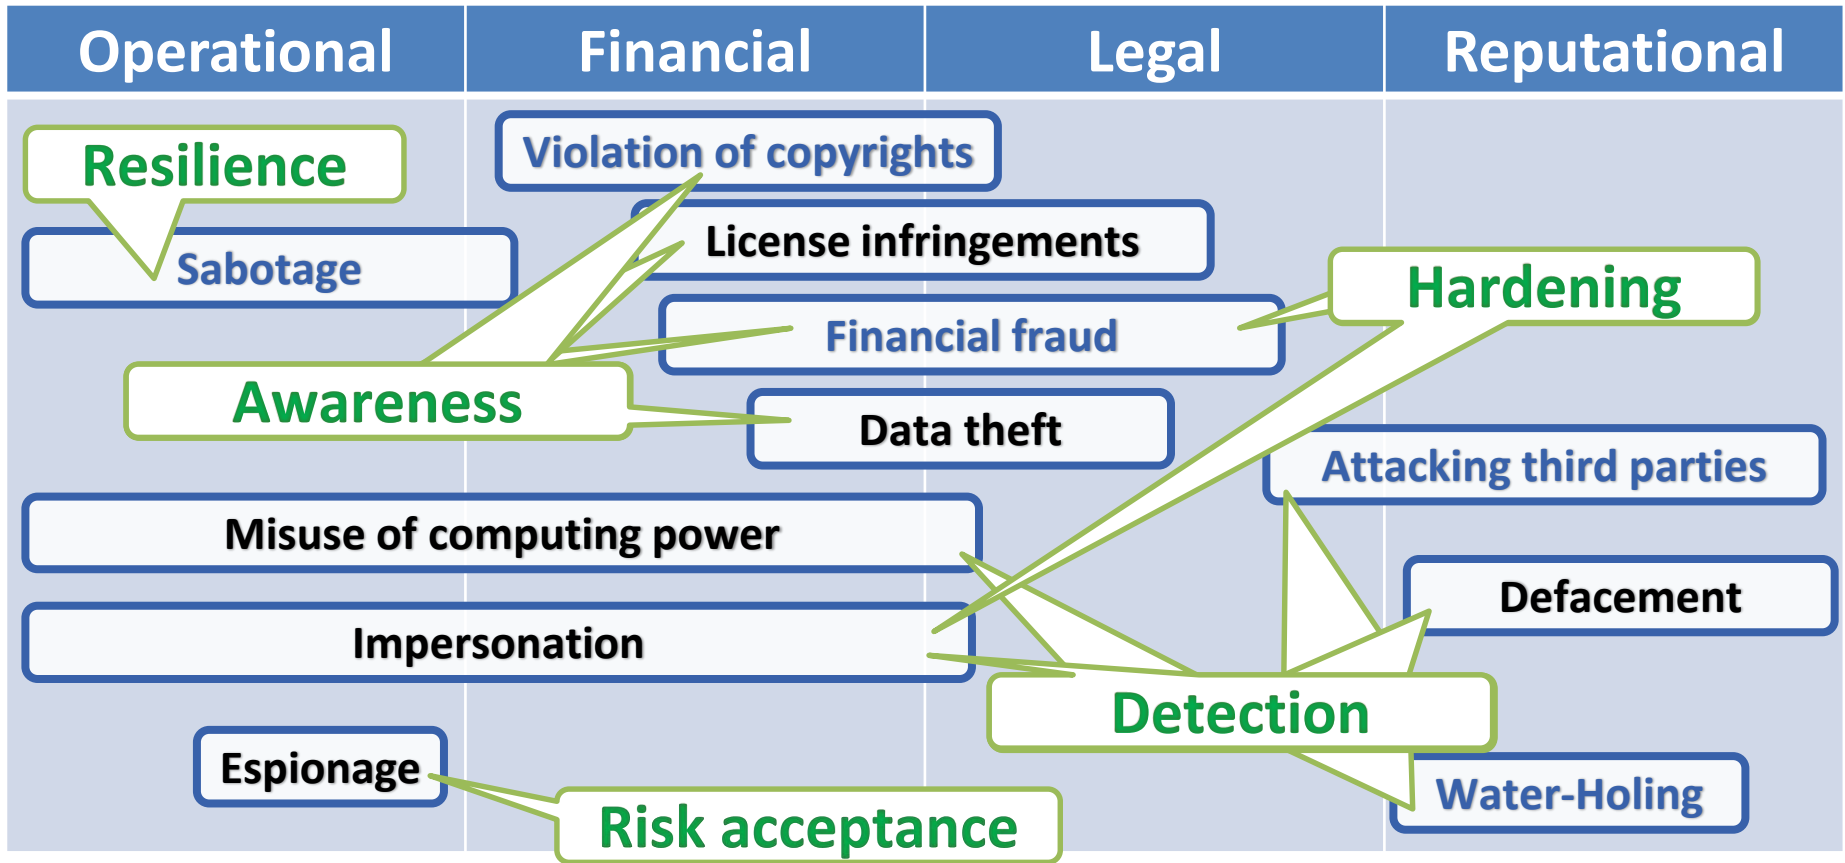 Operational
Financial
Legal
Reputational
Resilience
Violation of copyrights
License infringements
Sabotage
Hardening
Financial fraud
Awareness
Data theft
Attacking third parties
Misuse of computing power
Defacement
Impersonation
Detection
Espionage
Water-Holing
Risk acceptance